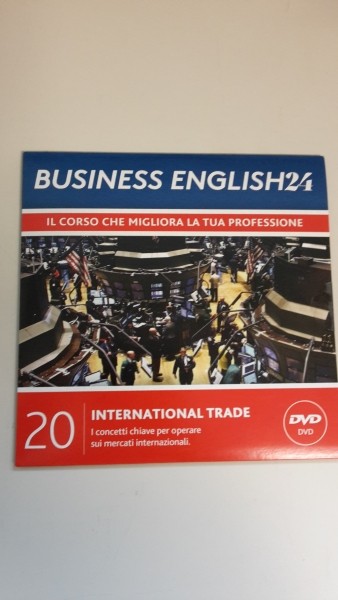 BUSINESS ENGLISH24
IL CORSO CHE MIGLIORA LA TUA PROFESSIONE
20
INTERNATIONAL TRADE
I concetti chiave per operare
sui mercati internazionali.
DVD
DVD